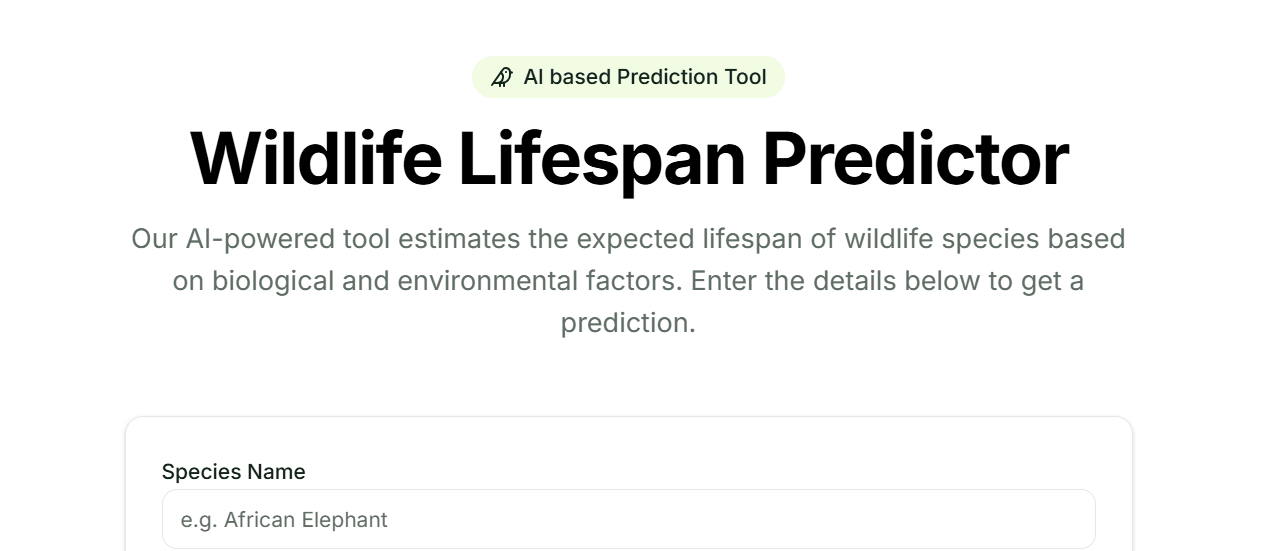 AI based Prediction Tool
Wildlife Lifespan Predictor
Our AI-powered tool estimates the expected lifespan of wildlife species based
on biological and environmental factors. Enter the details below to get a
prediction.
Species Name
e.g. African Elephant